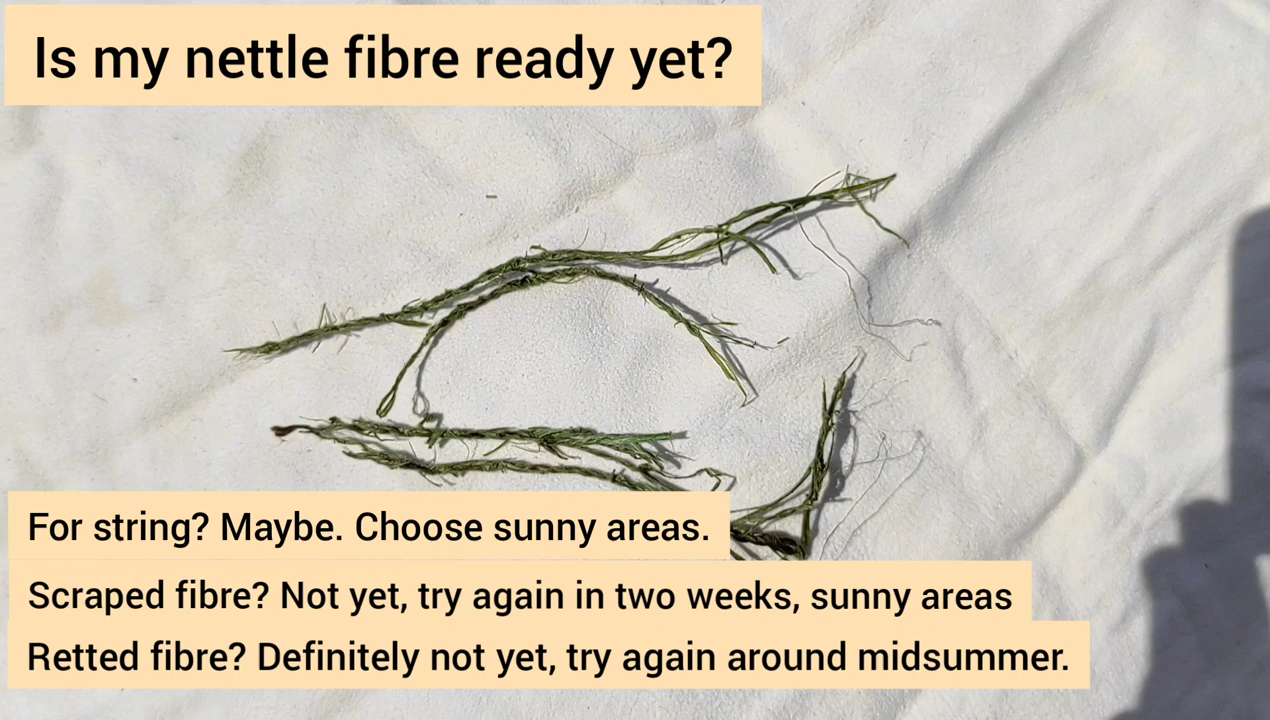 Is my nettle fibre ready yet?
For string? Maybe. Choose sunny areas.
Scraped fibre? Not yet, try again in two weeks, sunny areas
Retted fibre? Definitely not yet, try again around midsummer.